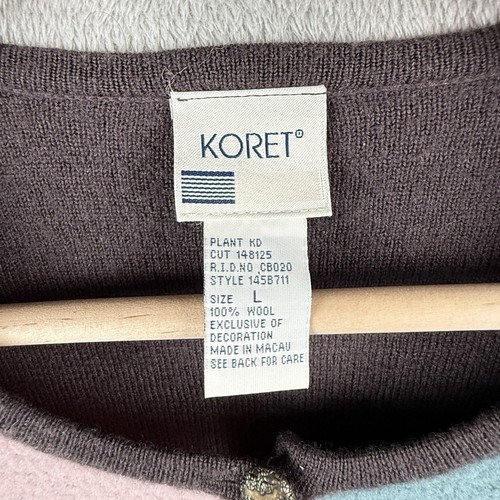 KORET®
PLANT KD
CUT 148125
R.I.D.NO CB020
STYLE 145B711
SIZE L
100% WOOL
EXCLUSIVE OF
DECORATION
MADE IN MACAU
SEE BACK FOR CARE